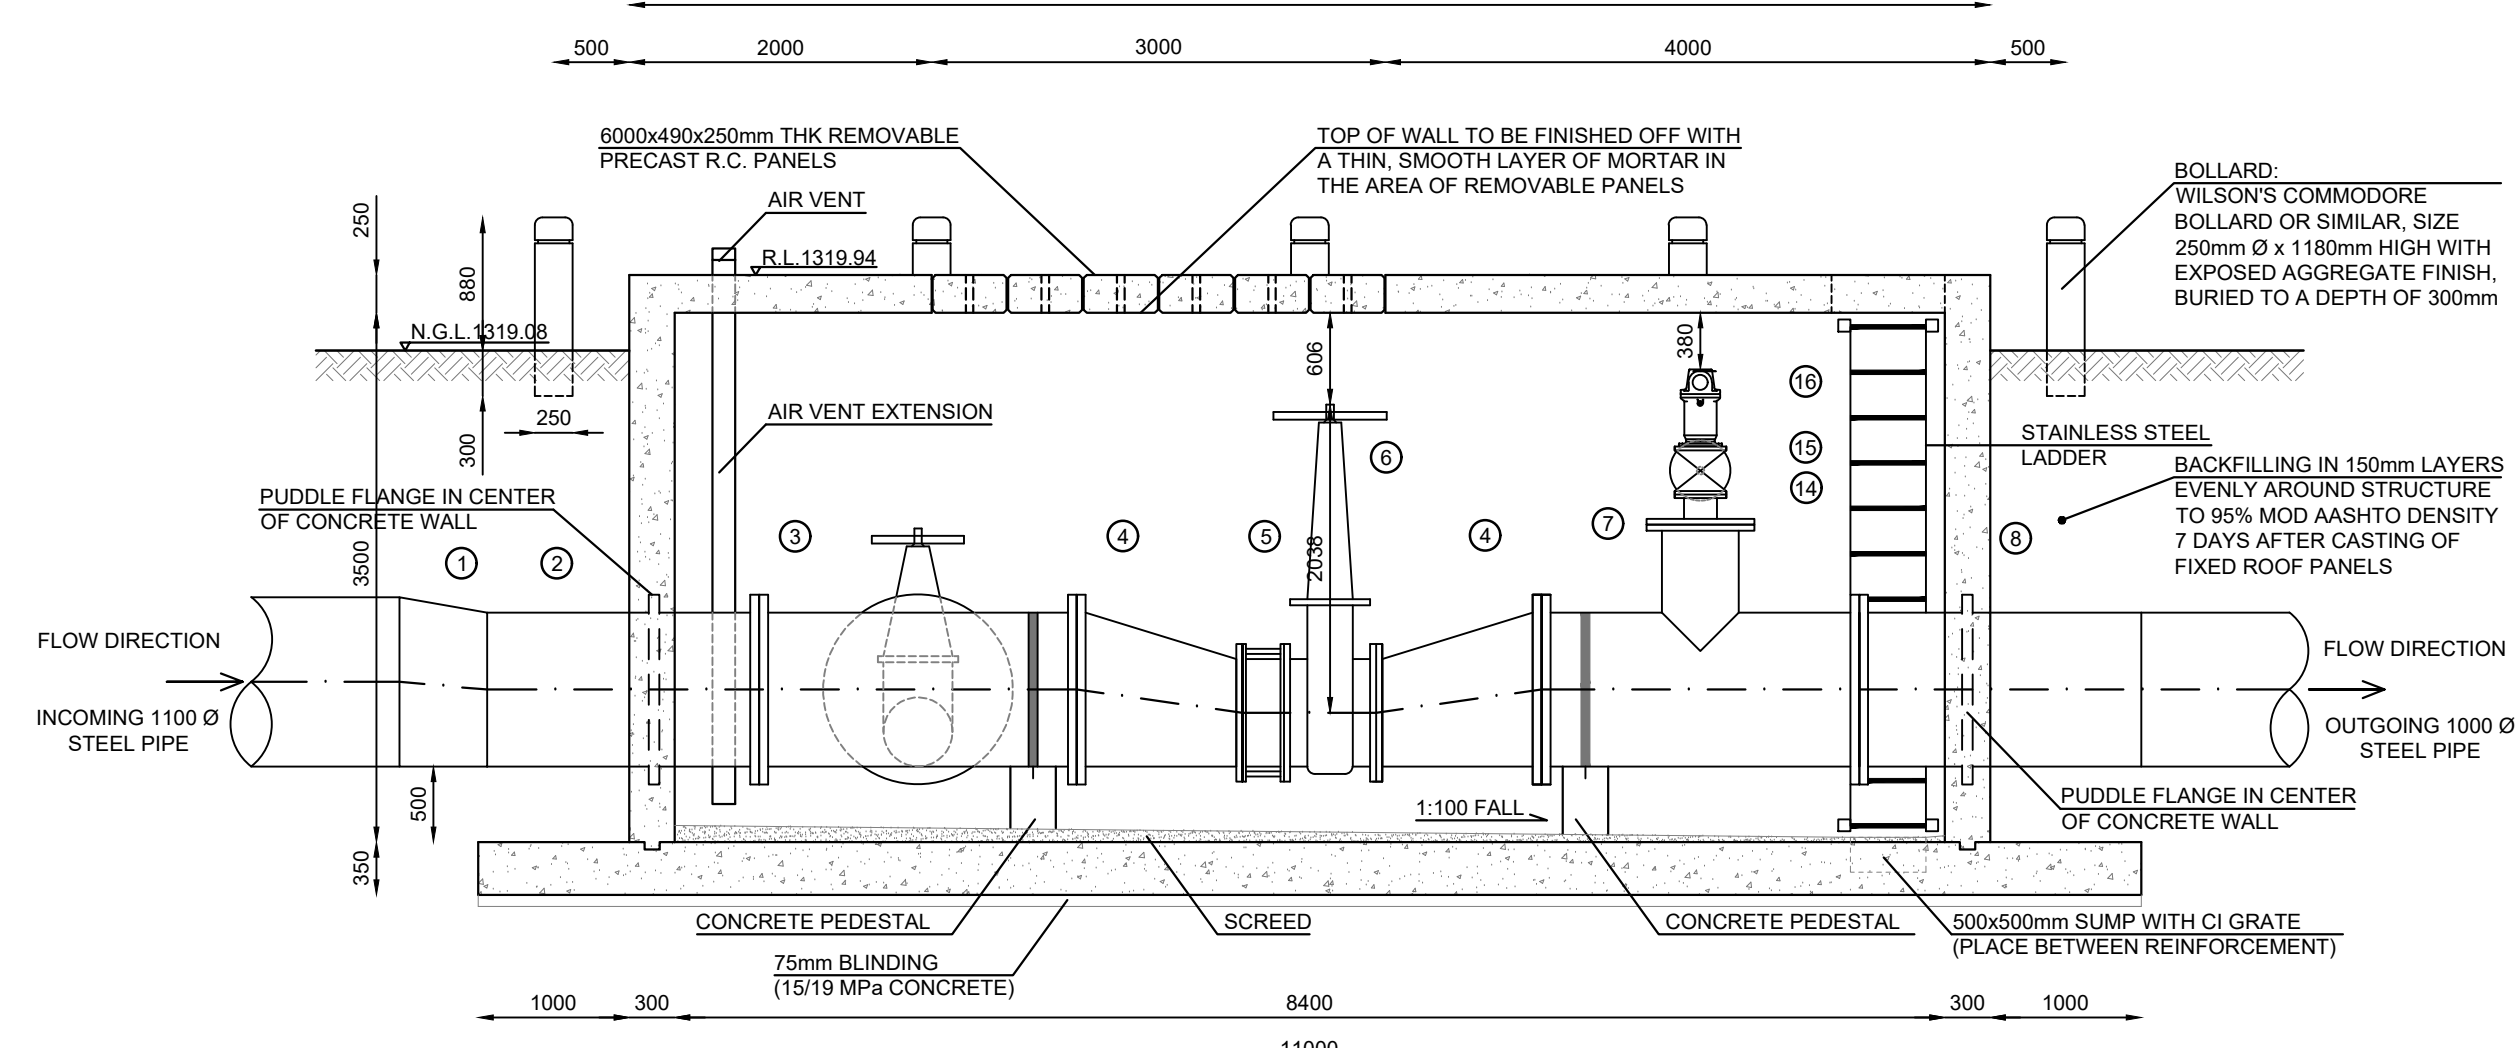 500
2000
3000
4000
500
6000x490x250mm THK REMOVABLE
PRECAST R.C. PANELS
TOP OF WALL TO BE FINISHED OFF WITH
A THIN, SMOOTH LAYER OF MORTAR IN
THE AREA OF REMOVABLE PANELS
BOLLARD:
WILSON'S COMMODORE
BOLLARD OR SIMILAR, SIZE
250mm Ø x 1180mm HIGH WITH
EXPOSED AGGREGATE FINISH,
BURIED TO A DEPTH OF 300mm
AIR VENT
250
R.L.1319.94
880
N.G.L.1319.08
606
380
16
AIR VENT EXTENSION
250
300
6
15
14
STAINLESS STEEL
LADDER
BACKFILLING IN 150mm LAYERS
EVENLY AROUND STRUCTURE
TO 95% MOD AASHTO DENSITY
7 DAYS AFTER CASTING OF
FIXED ROOF PANELS
PUDDLE FLANGE IN CENTER
OF CONCRETE WALL
3500
1
2
3
4
5
2038
4
7
8
FLOW DIRECTION
INCOMING 1100 Ø
STEEL PIPE
FLOW DIRECTION
OUTGOING 1000 Ø
STEEL PIPE
500
1:100 FALL
PUDDLE FLANGE IN CENTER
OF CONCRETE WALL
350
CONCRETE PEDESTAL
SCREED
CONCRETE PEDESTAL
500x500mm SUMP WITH CI GRATE
(PLACE BETWEEN REINFORCEMENT)
75mm BLINDING
(15/19 MPa CONCRETE)
1000
300
8400
300
1000
11000